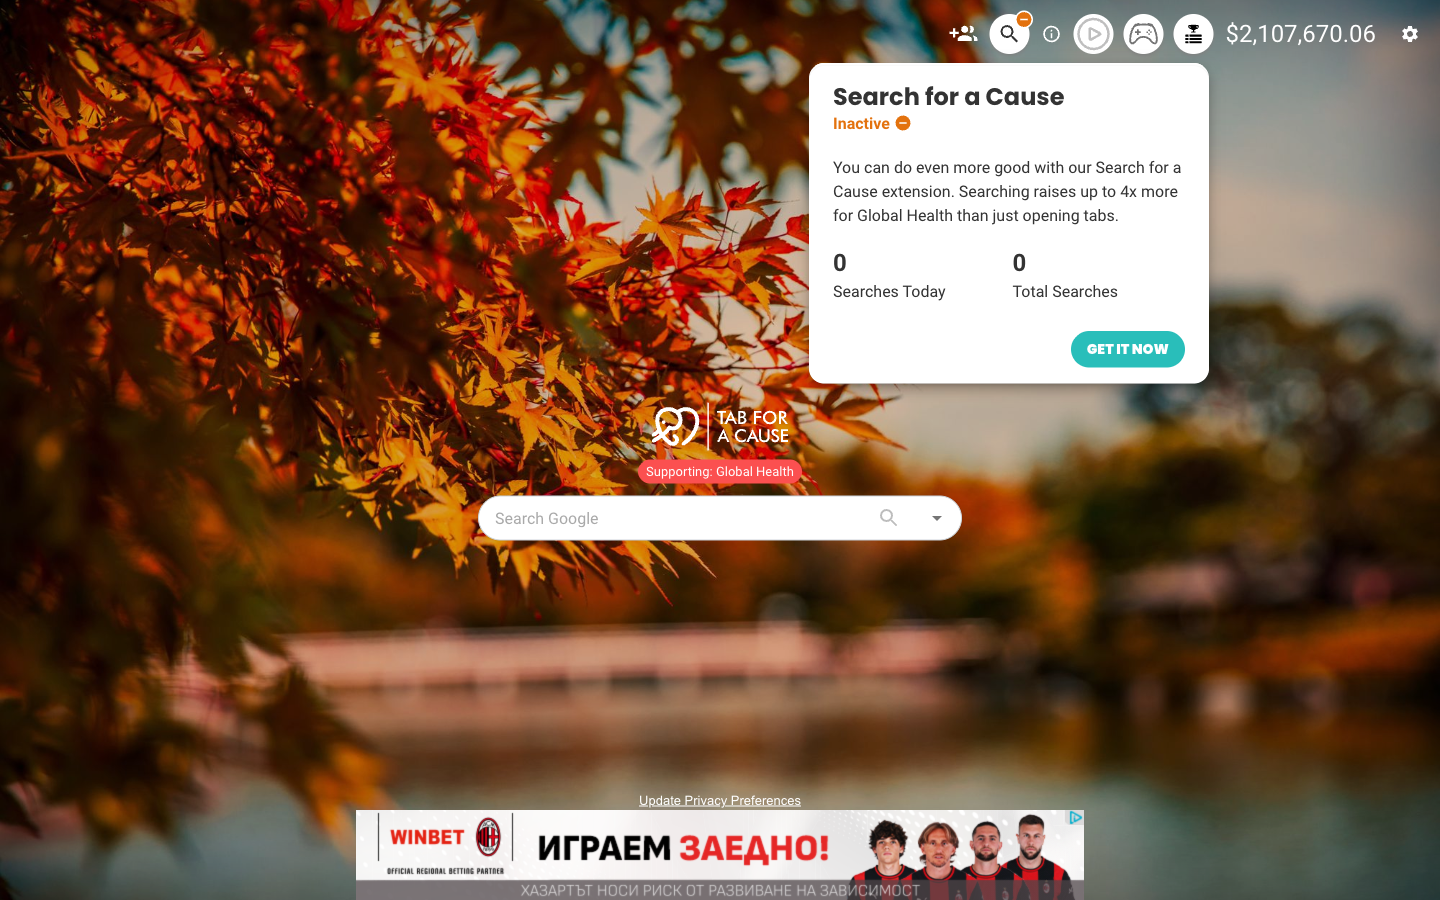 $2,107,670.06
Search for a Cause
Inactive
You can do even more good with our Search for a
Cause extension. Searching raises up to 4x more
for Global Health than just opening tabs.
0
Searches Today
0
Total Searches
GET IT NOW
TAB FOR
A CAUSE
Supporting: Global Health
Search Google
Update Privacy Preferences
WINBET
OFFICIAL REGIONAL BETTING PARTNER
ИГРАЕМ ЗАЕДНО!
ХАЗАРТЪТ НОСИ РИСК ОТ РАЗВИВАНЕ НА ЗАВИСИМОСТ